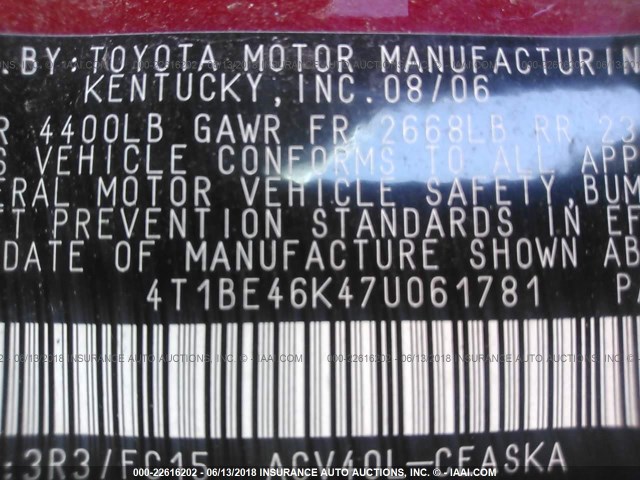 . BY: TOYOTA MOTOR MANUFACTURIN
KENTUCKY, INC. 08/06
R 4400LB GAWR FR 2668LB RR 23
S VEHICLE CONFORMS TO ALL APP
ERAL MOTOR VEHICLE SAFETY, BUM
T PREVENTION STANDARDS IN EF
DATE OF MANUFACTURE SHOWN AB
4T1BE46K47U061781 P
:3R3/FC15 ACV40L-CEASKA
000-22616202 - 06/13/2018 INSURANCE AUTO AUCTIONS, INC. - IAAI.COM